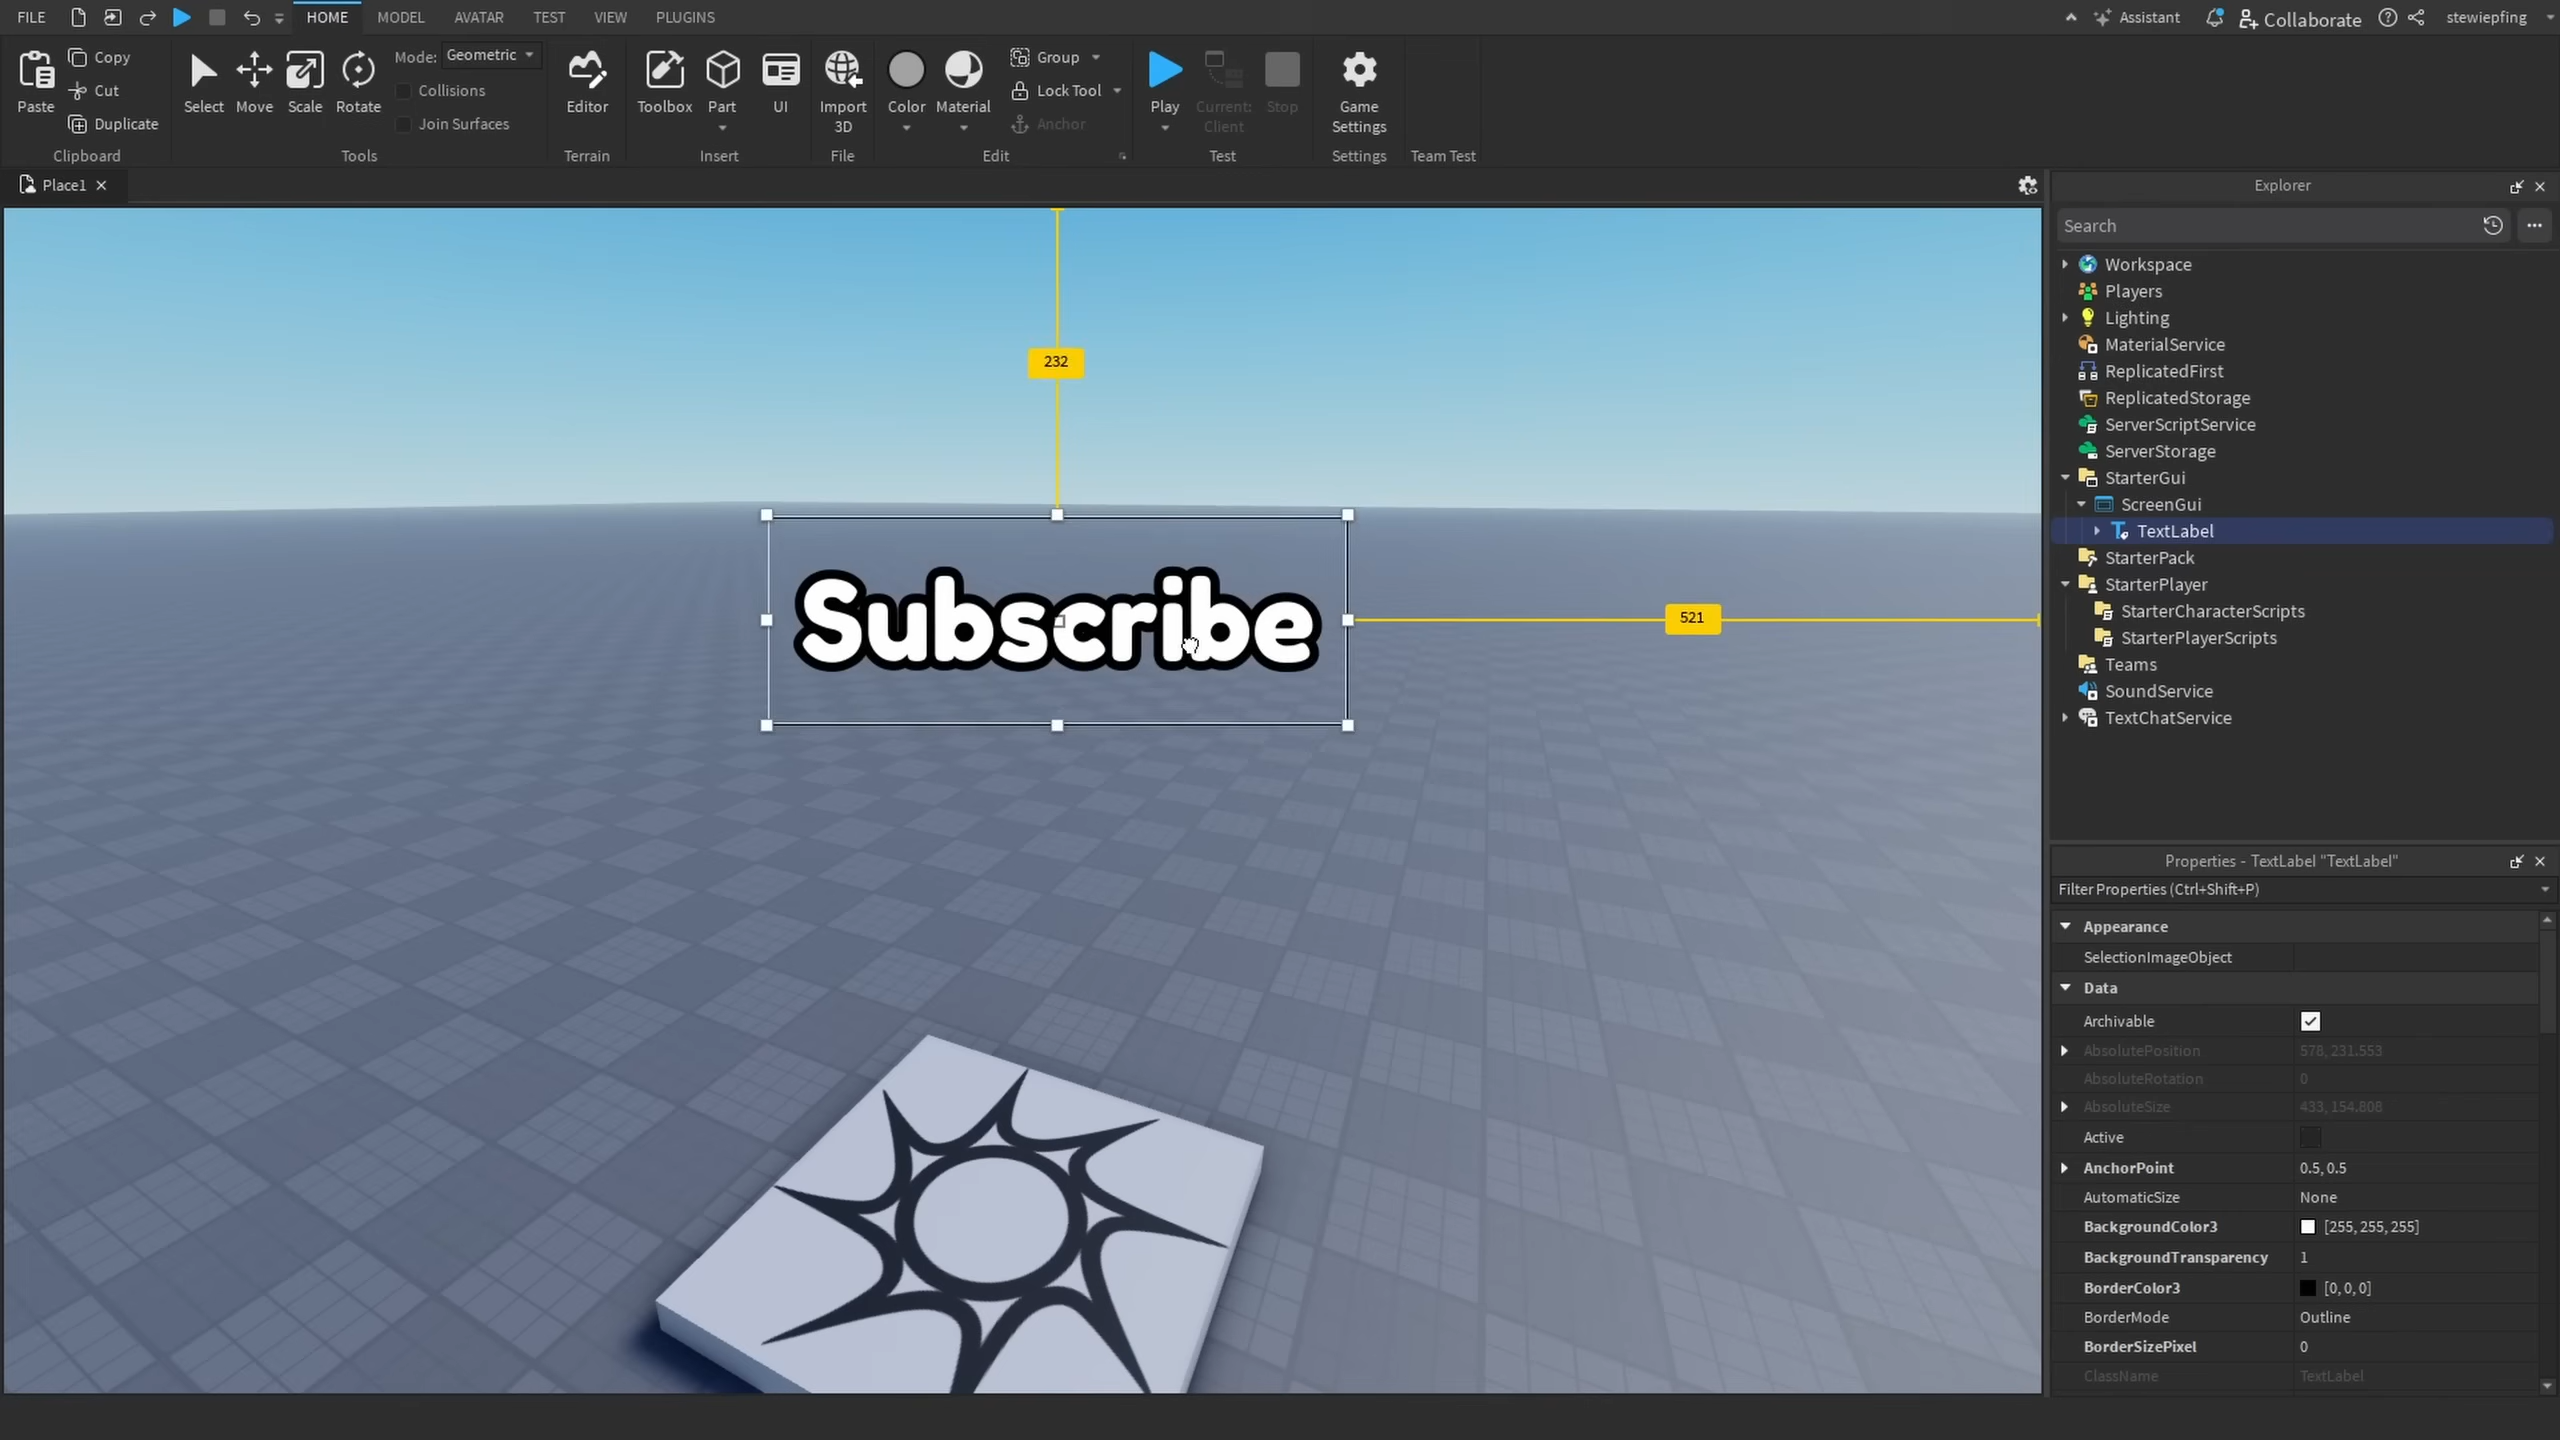 FILE HOME MODEL AVATAR TEST VIEW PLUGINS Assistant Collaborate stewiepfing
Paste Copy Cut Duplicate Clipboard
Select Move Scale Rotate Mode: Geometric Collisions Join Surfaces Tools
Editor Terrain
Toolbox Part UI Insert
Import 3D File
Color Material Group Lock Tool Anchor Edit
Play Current: Client Stop Test
Game Settings Settings
Team Test
Place1
232
521
Subscribe
Explorer
Search
Workspace
Players
Lighting
MaterialService
ReplicatedFirst
ReplicatedStorage
ServerScriptService
ServerStorage
StarterGui
ScreenGui
TextLabel
StarterPack
StarterPlayer
StarterCharacterScripts
StarterPlayerScripts
Teams
SoundService
TextChatService
Properties - TextLabel "TextLabel"
Filter Properties (Ctrl+Shift+P)
Appearance
SelectionImageObject
Data
Archivable
AbsolutePosition 578, 231.553
AbsoluteRotation 0
AbsoluteSize 433, 154.808
Active
AnchorPoint 0.5, 0.5
AutomaticSize None
BackgroundColor3 [255, 255, 255]
BackgroundTransparency 1
BorderColor3 [0, 0, 0]
BorderMode Outline
BorderSizePixel 0
ClassName TextLabel